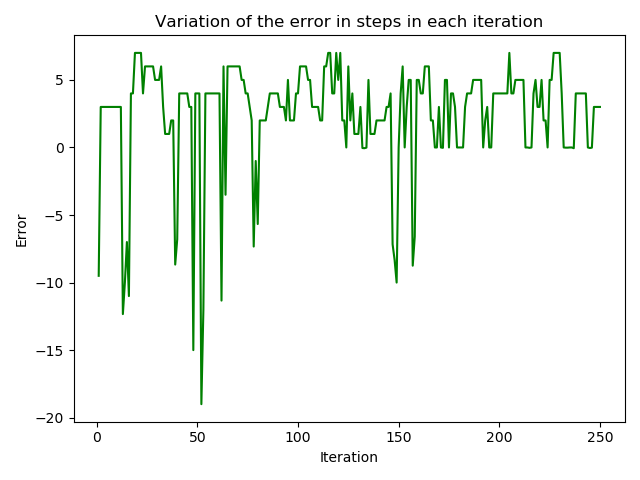 Variation of the error in steps in each iteration
5
0
−5
−10
−15
−20
Error
0 50 100 150 200 250
Iteration